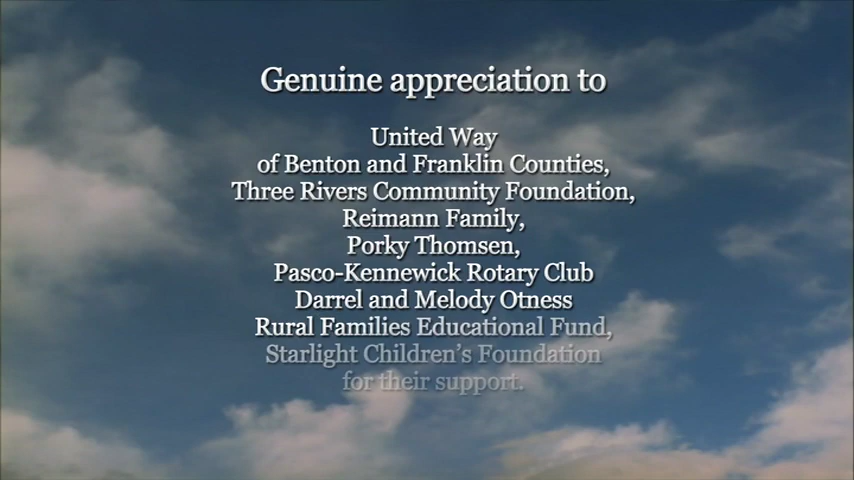 Genuine appreciation to
United Way
of Benton and Franklin Counties,
Three Rivers Community Foundation,
Reimann Family,
Porky Thomsen,
Pasco-Kennewick Rotary Club
Darrel and Melody Otness
Rural Families Educational Fund,
Starlight Children's Foundation
for their support.